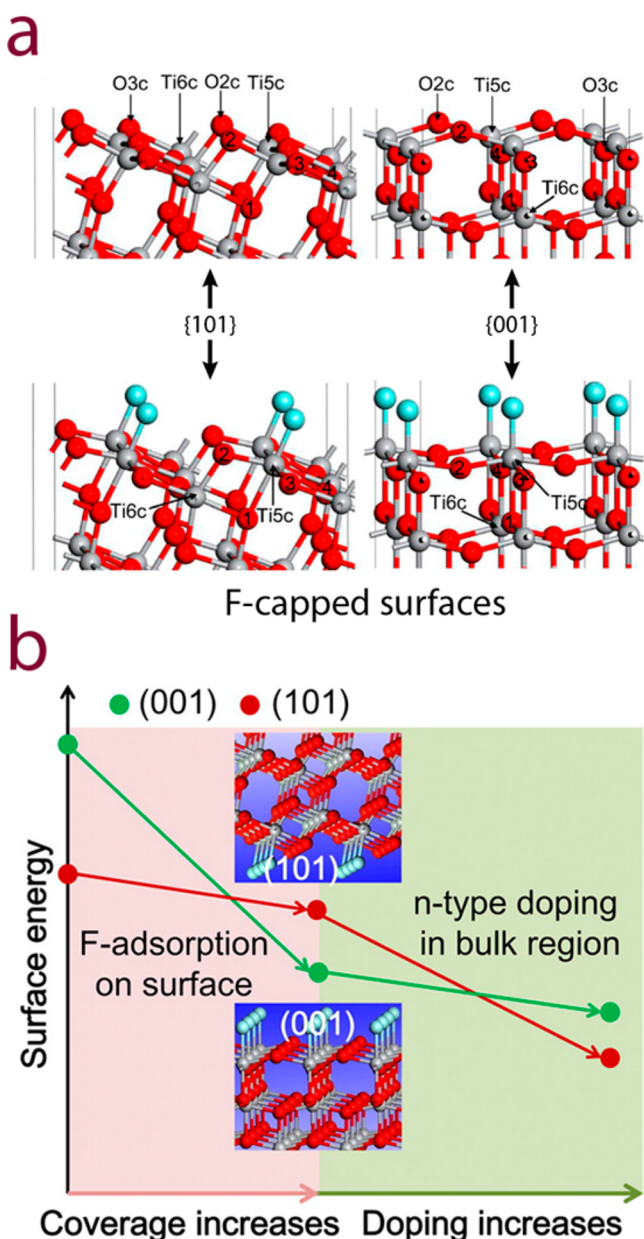 a
O3c Ti6c O2c Ti5c
O2c Ti5c O3c
2 3 4 1
2 4 3 1
Ti6c
{101} {001}
2 3 4 1
Ti6c Ti5c
2 4 3 1
Ti6c Ti5c
F-capped surfaces
b
(001) (101)
(101)
Surface energy
F-adsorption
on surface
n-type doping
in bulk region
(001)
Coverage increases Doping increases